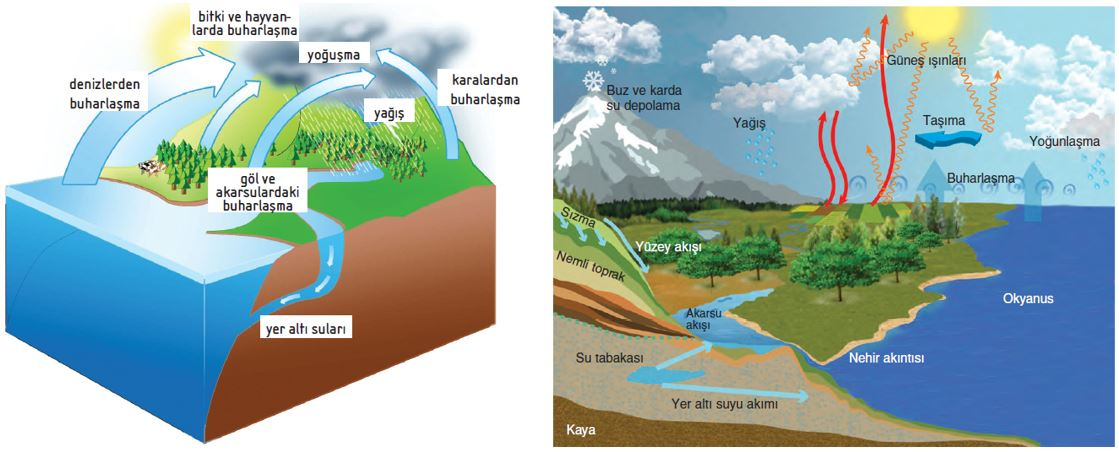 bitki ve hayvan-
larda buharlaşma
yoğuşma
denizlerden
buharlaşma
karalardan
buharlaşma
yağış
göl ve
akarsulardaki
buharlaşma
yer altı suları
Güneş ışınları
Buz ve karda
su depolama
Yağış
Taşıma
Yoğunlaşma
Buharlaşma
Sızma
Yüzey akışı
Nemli toprak
Okyanus
Akarsu
akışı
Su tabakası
Nehir akıntısı
Yer altı suyu akımı
Kaya